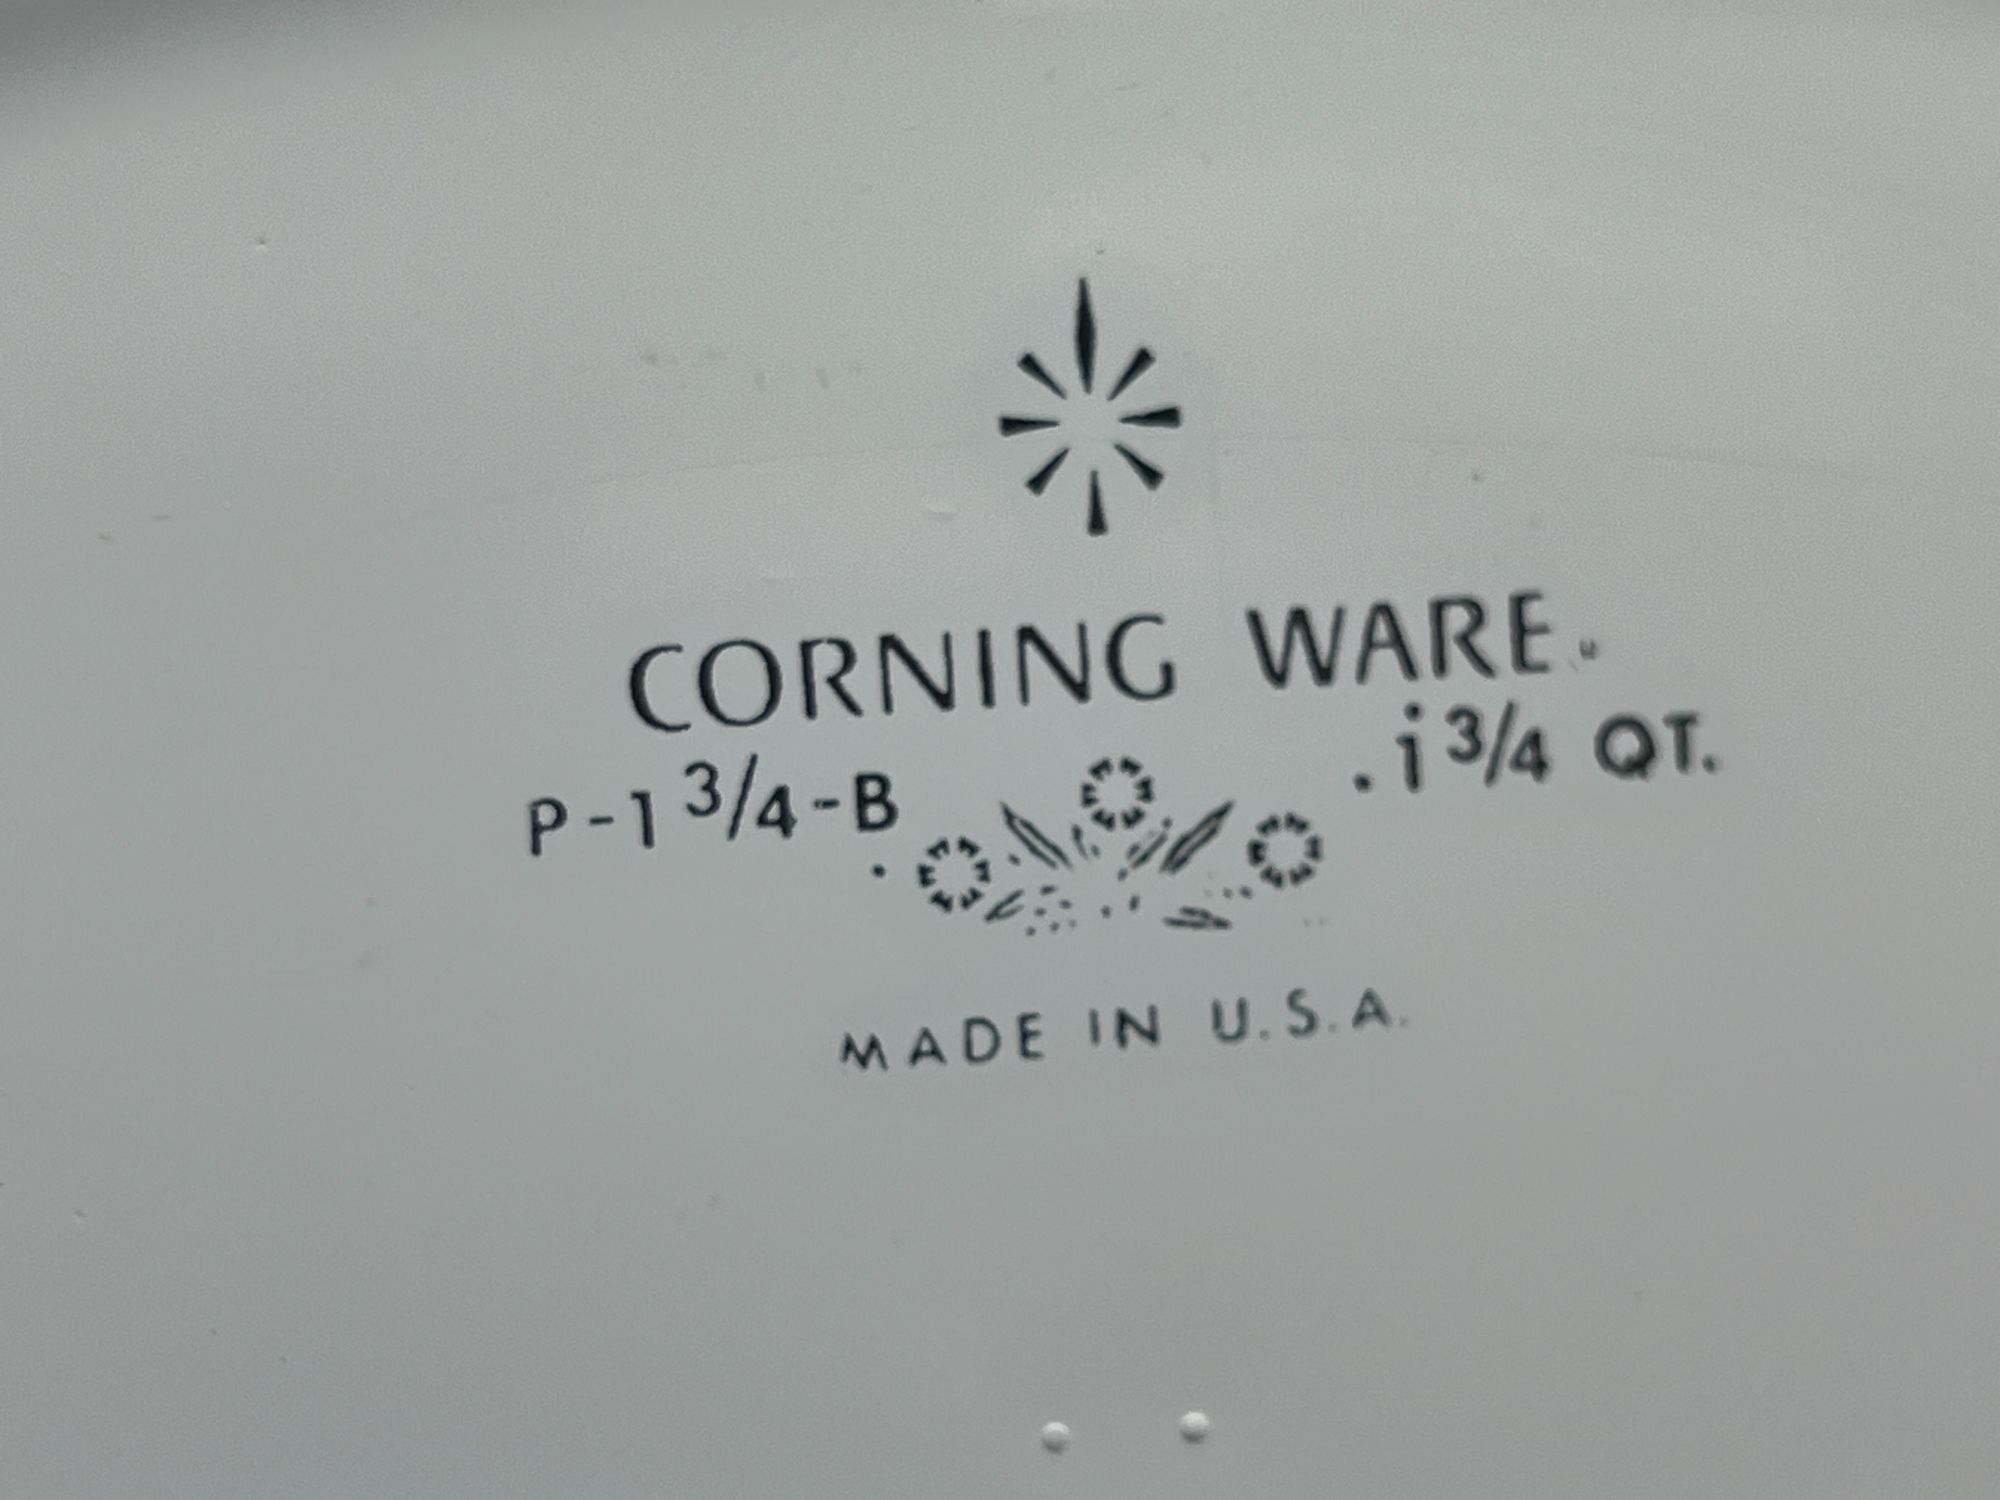 CORNING WARE
P-1 3/4-B
1 3/4 QT.
MADE IN U.S.A.